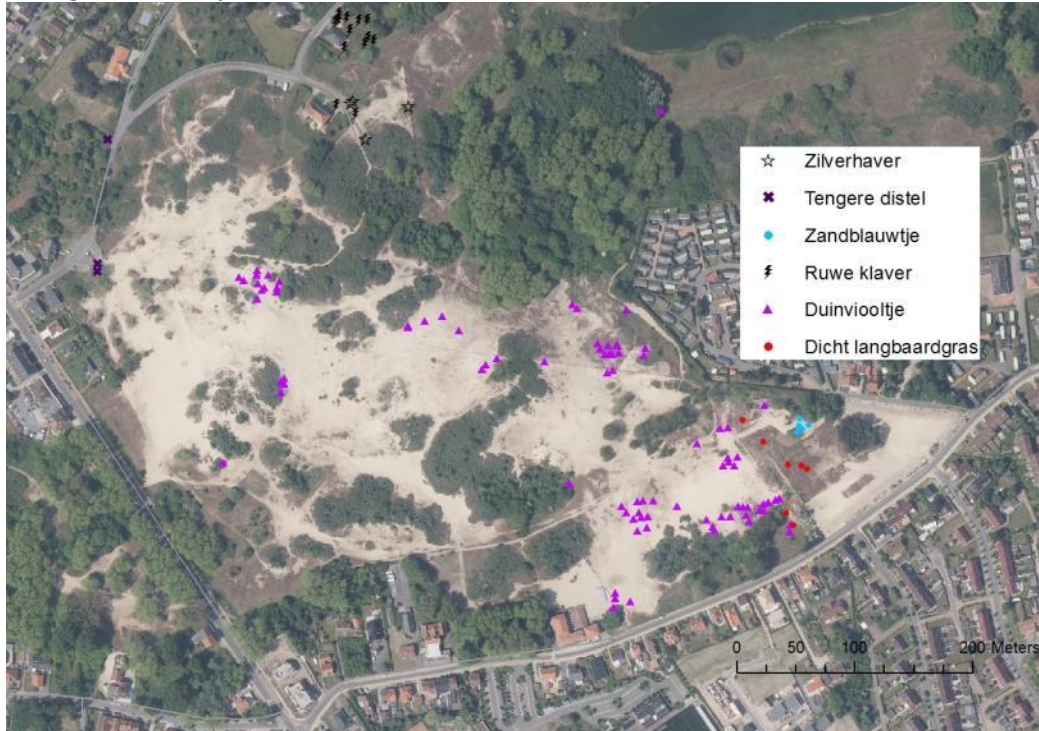 Zilverhaver
Tengere distel
Zandblauwtje
Ruwe klaver
Duinviooltje
Dicht langbaardgras
0 50 100 200 Meters